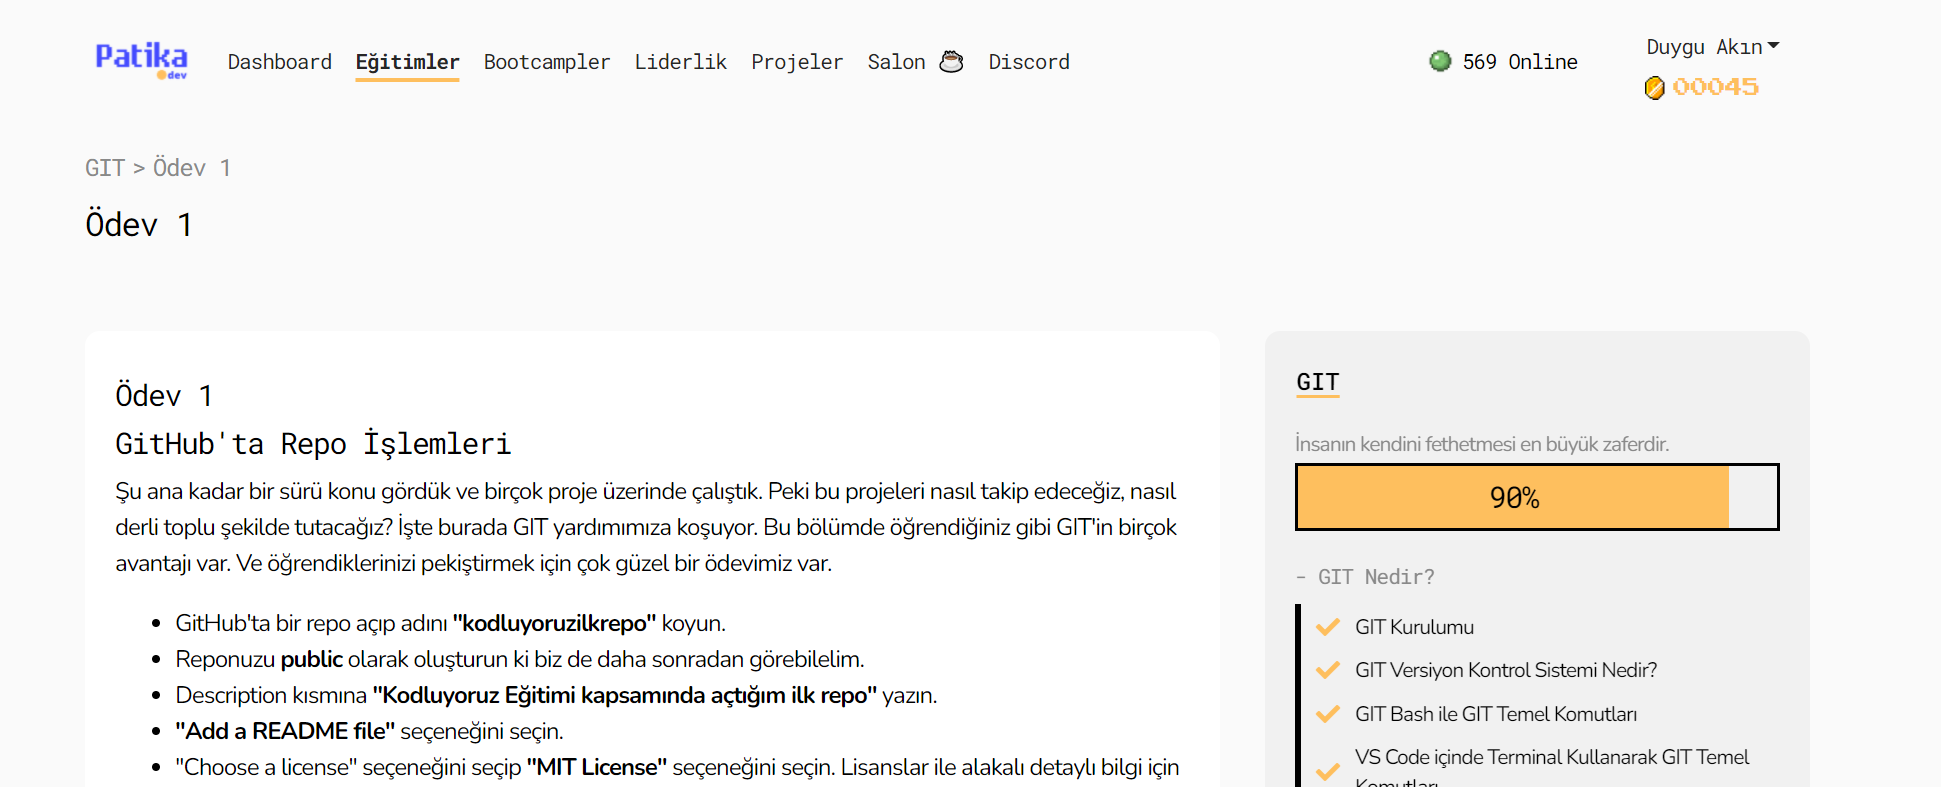 Patika
dev
Dashboard Eğitimler Bootcampler Liderlik Projeler Salon Discord
569 Online
Duygu Akın
00045
GIT > Ödev 1
Ödev 1
Ödev 1
GitHub'ta Repo İşlemleri
Şu ana kadar bir sürü konu gördük ve birçok proje üzerinde çalıştık. Peki bu projeleri nasıl takip edeceğiz, nasıl
derli toplu şekilde tutacağız? İşte burada GIT yardımımıza koşuyor. Bu bölümde öğrendiğiniz gibi GIT'in birçok
avantajı var. Ve öğrendiklerinizi pekiştirmek için çok güzel bir ödevimiz var.
• GitHub'ta bir repo açıp adını "kodluyoruzilkrepo" koyun.
• Reponuzu public olarak oluşturun ki biz de daha sonradan görebilelim.
• Description kısmına "Kodluyoruz Eğitimi kapsamında açtığım ilk repo" yazın.
• "Add a README file" seçeneğini seçin.
• "Choose a license" seçeneğini seçip "MIT License" seçeneğini seçin. Lisanslar ile alakalı detaylı bilgi için
GIT
İnsanın kendini fethetmesi en büyük zaferdir.
90%
- GIT Nedir?
GIT Kurulumu
GIT Versiyon Kontrol Sistemi Nedir?
GIT Bash ile GIT Temel Komutları
VS Code içinde Terminal Kullanarak GIT Temel
Komutları